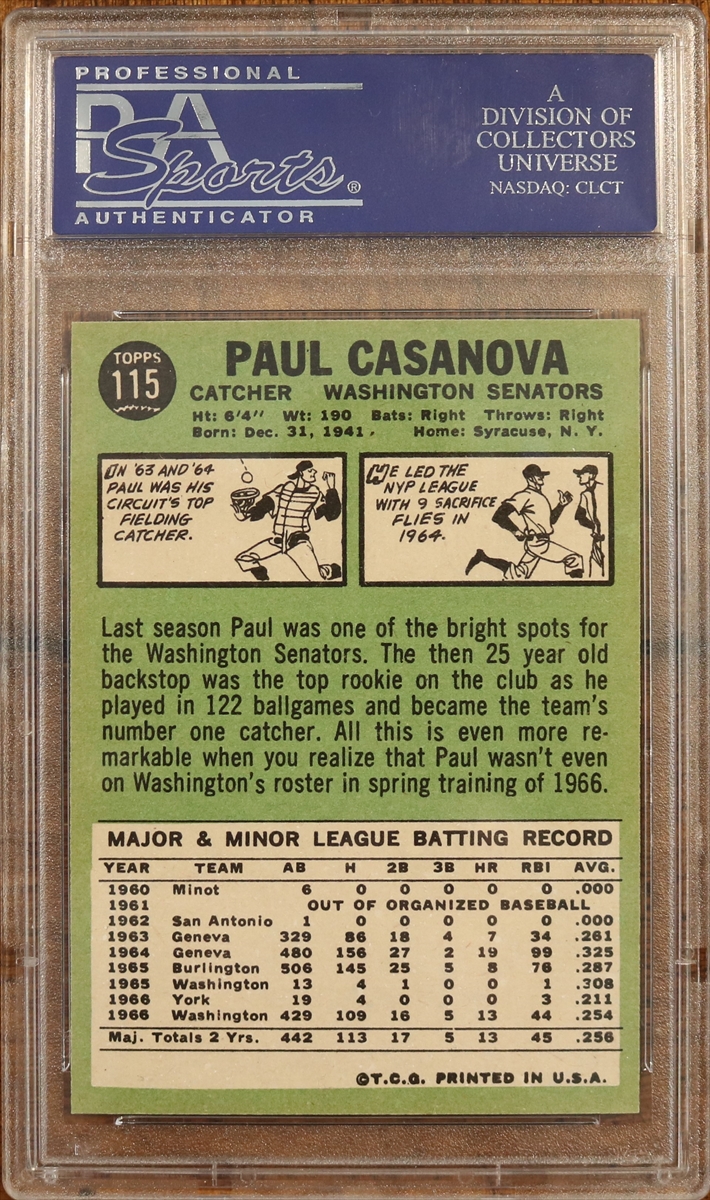 PROFESSIONAL
PSA
Sports®
AUTHENTICATOR
A
DIVISION OF
COLLECTORS
UNIVERSE
NASDAQ: CLCT
TOPPS
115
PAUL CASANOVA
CATCHER WASHINGTON SENATORS
Ht: 6'4" Wt: 190 Bats: Right Throws: Right
Born: Dec. 31, 1941. Home: Syracuse, N. Y.
IN '63 AND '64
PAUL WAS HIS
CIRCUIT'S TOP
FIELDING
CATCHER.
HE LED THE
NYP LEAGUE
WITH 9 SACRIFICE
FLIES IN
1964.
Last season Paul was one of the bright spots for
the Washington Senators. The then 25 year old
backstop was the top rookie on the club as he
played in 122 ballgames and became the team's
number one catcher. All this is even more re-
markable when you realize that Paul wasn't even
on Washington's roster in spring training of 1966.
MAJOR & MINOR LEAGUE BATTING RECORD
YEAR TEAM AB H 2B 3B HR RBI AVG.
1960 Minot 6 0 0 0 0 0 .000
1961 OUT OF ORGANIZED BASEBALL
1962 San Antonio 1 0 0 0 0 0 .000
1963 Geneva 329 86 18 4 7 34 .261
1964 Geneva 480 156 27 2 19 99 .325
1965 Burlington 506 145 25 5 8 76 .287
1965 Washington 13 4 1 0 0 1 .308
1966 York 19 4 0 0 0 3 .211
1966 Washington 429 109 16 5 13 44 .254
Maj. Totals 2 Yrs. 442 113 17 5 13 45 .256
©T.C.G. PRINTED IN U.S.A.